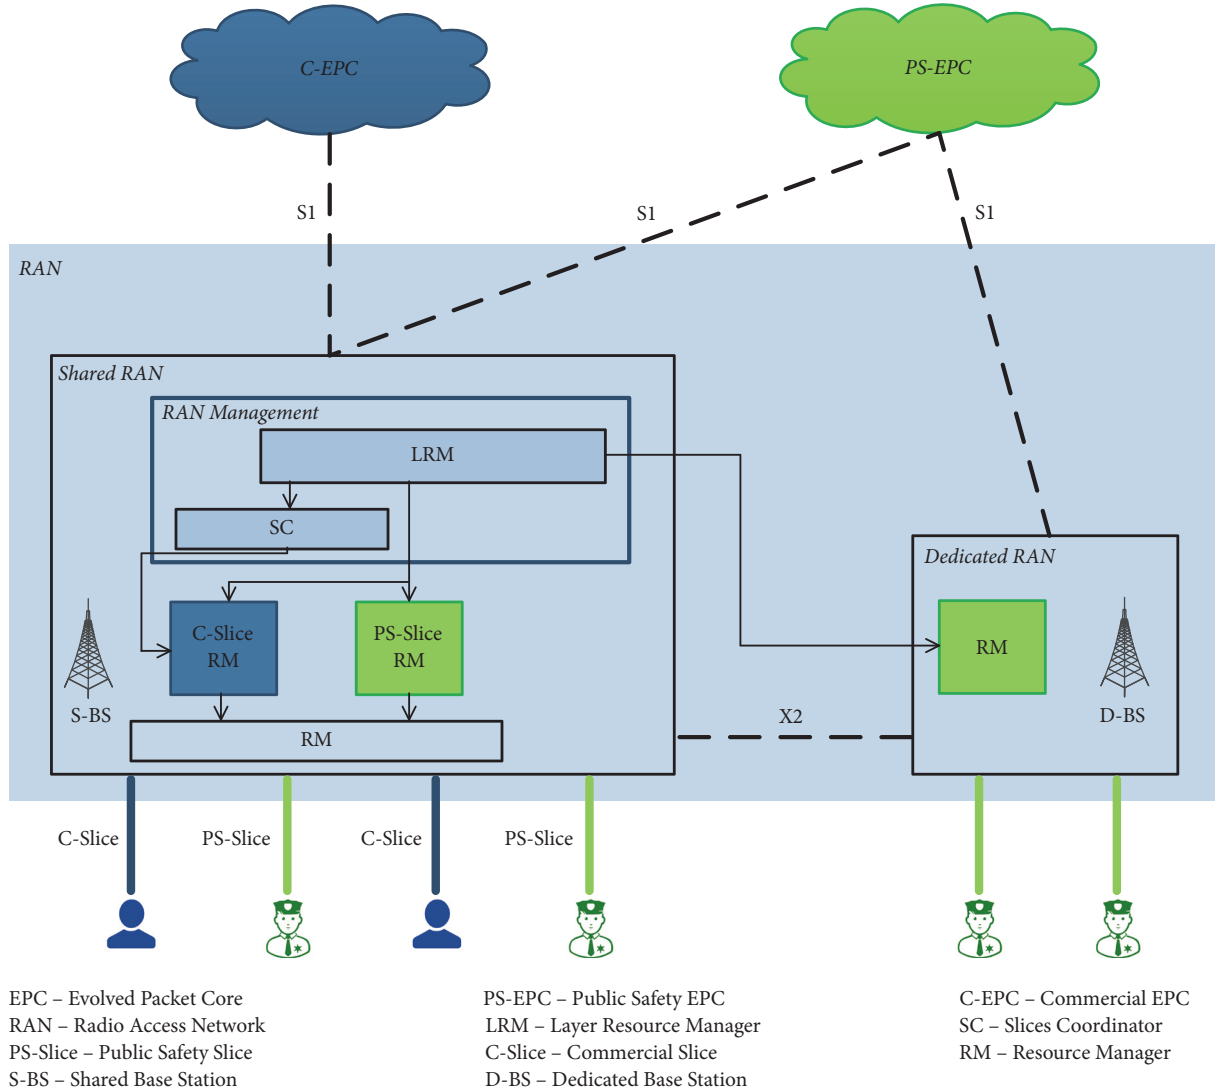 C-EPC
PS-EPC
S1
S1
S1
RAN
Shared RAN
RAN Management
LRM
SC
Dedicated RAN
C-Slice
RM
PS-Slice
RM
RM
S-BS
D-BS
X2
RM
C-Slice
PS-Slice
C-Slice
PS-Slice
EPC – Evolved Packet Core
RAN – Radio Access Network
PS-Slice – Public Safety Slice
S-BS – Shared Base Station
PS-EPC – Public Safety EPC
LRM – Layer Resource Manager
C-Slice – Commercial Slice
D-BS – Dedicated Base Station
C-EPC – Commercial EPC
SC – Slices Coordinator
RM – Resource Manager